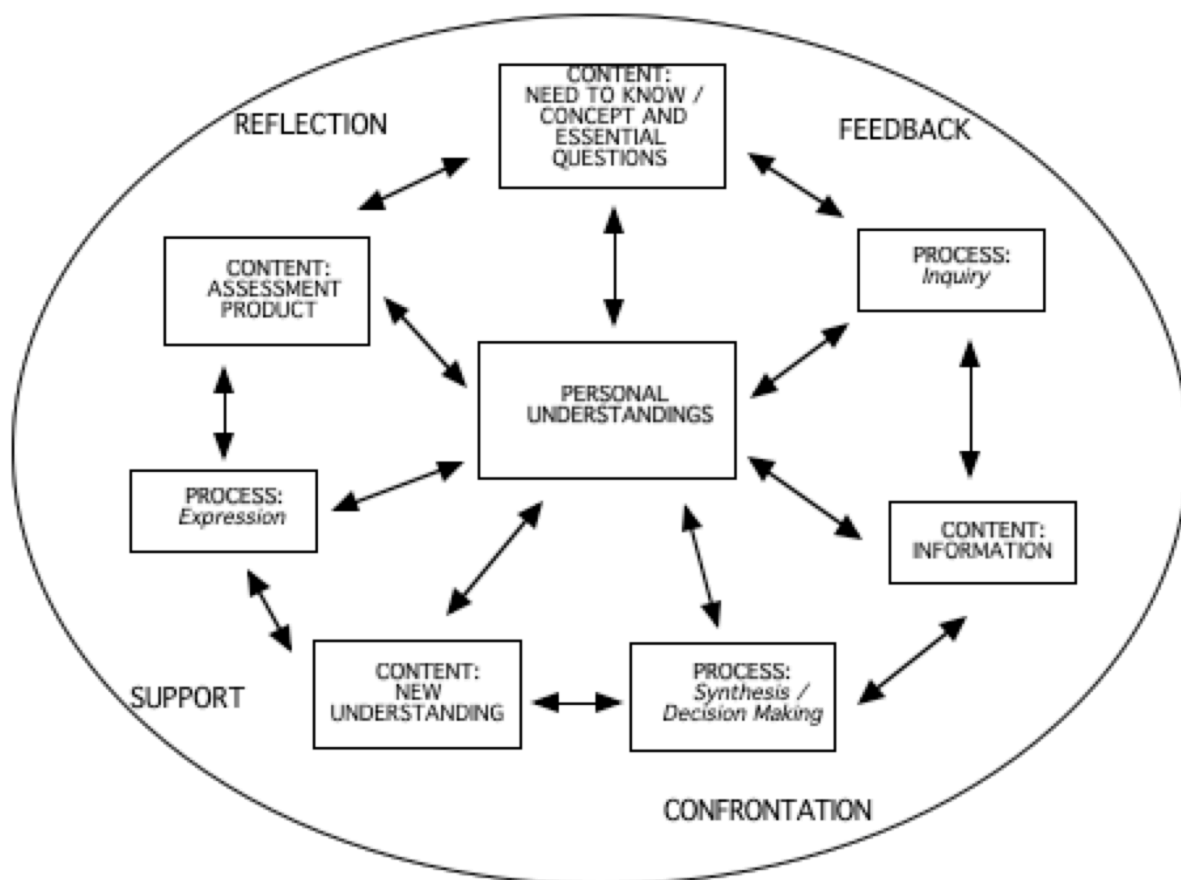 CONTENT:
NEED TO KNOW /
CONCEPT AND
ESSENTIAL
QUESTIONS
REFLECTION
FEEDBACK
PROCESS:
Inquiry
CONTENT:
ASSESSMENT
PRODUCT
PERSONAL
UNDERSTANDINGS
PROCESS:
Expression
CONTENT:
INFORMATION
SUPPORT
CONTENT:
NEW
UNDERSTANDING
PROCESS:
Synthesis /
Decision Making
CONFRONTATION